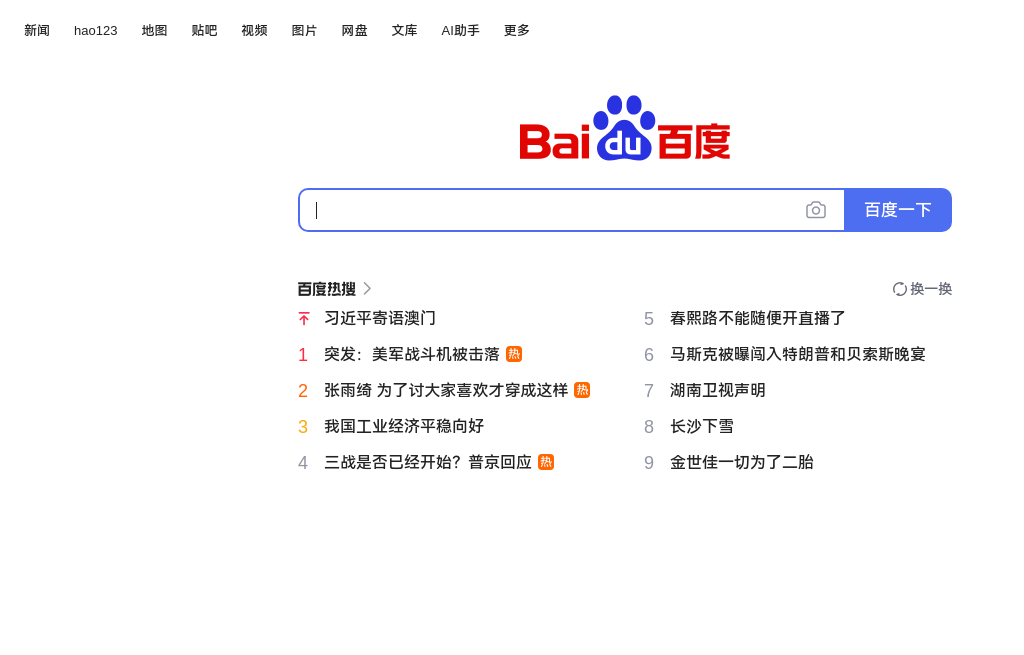 新闻 hao123 地图 贴吧 视频 图片 网盘 文库 AI助手 更多
Bai du 百度
百度一下
百度热搜 换一换
习近平寄语澳门
1 突发：美军战斗机被击落 热
2 张雨绮 为了讨大家喜欢才穿成这样 热
3 我国工业经济平稳向好
4 三战是否已经开始？普京回应 热
5 春熙路不能随便开直播了
6 马斯克被曝闯入特朗普和贝索斯晚宴
7 湖南卫视声明
8 长沙下雪
9 金世佳一切为了二胎